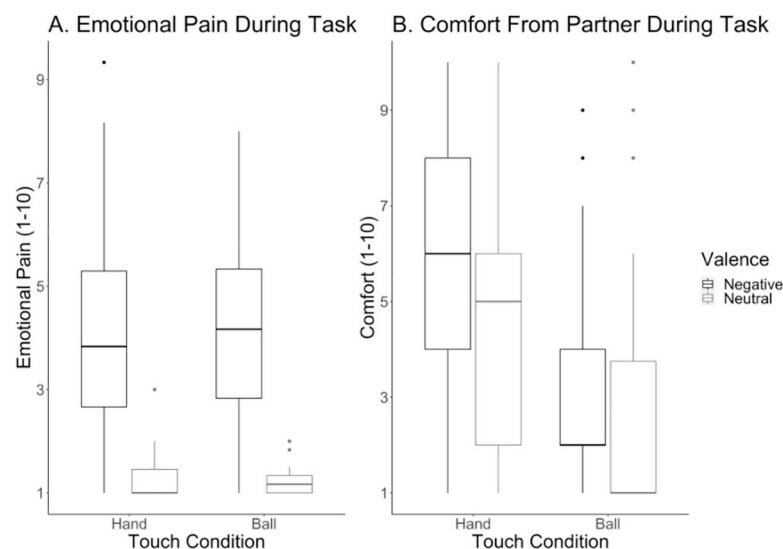 A. Emotional Pain During Task
Emotional Pain (1-10)
9
7
5
3
1
Hand
Ball
Touch Condition
B. Comfort From Partner During Task
Comfort (1-10)
9
7
5
3
1
Hand
Ball
Touch Condition
Valence
Negative
Neutral